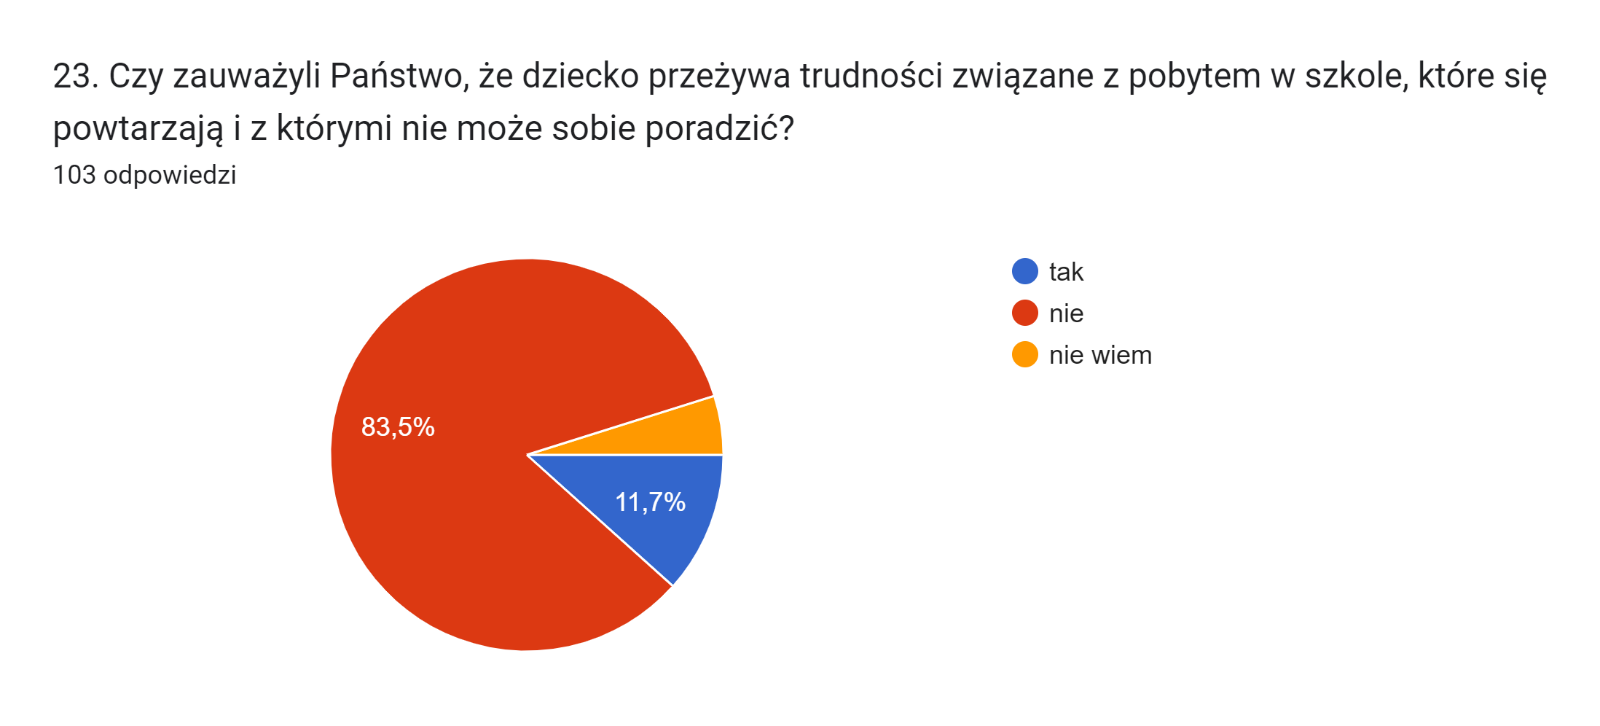 23. Czy zauważyli Państwo, że dziecko przeżywa trudności związane z pobytem w szkole, które się
powtarzają i z którymi nie może sobie poradzić?
103 odpowiedzi
tak
nie
nie wiem
83,5%
11,7%